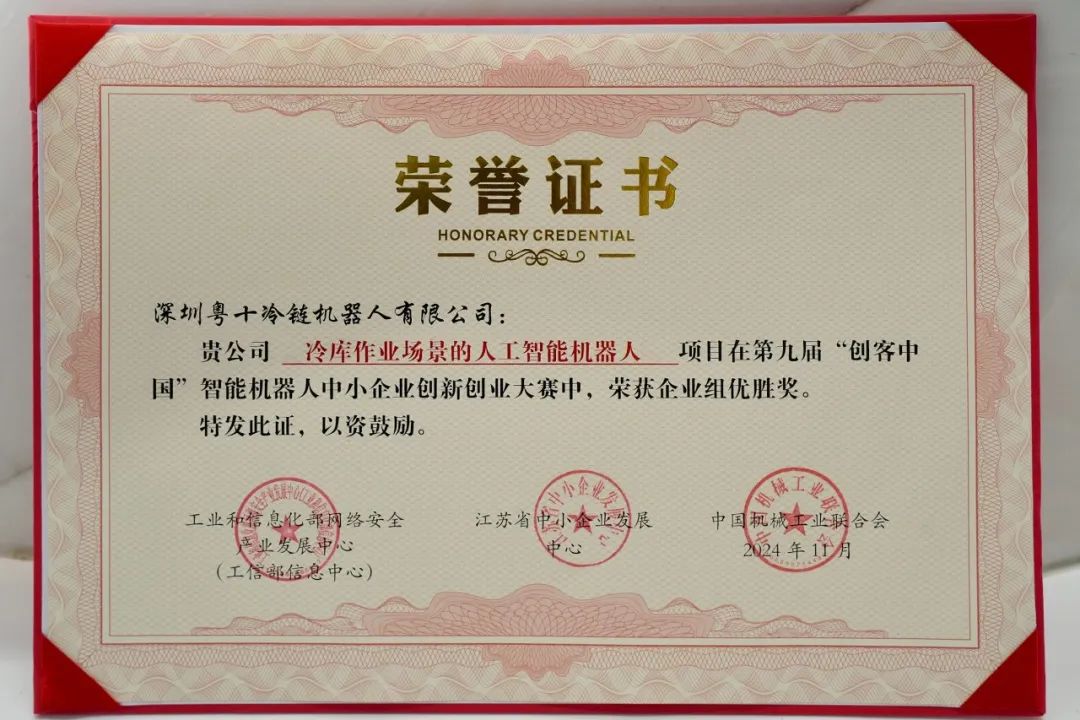 荣誉证书
HONORARY CREDENTIAL
深圳粤十冷链机器人有限公司：
贵公司 冷库作业场景的人工智能机器人 项目在第九届“创客中
国”智能机器人中小企业创新创业大赛中，荣获企业组优胜奖。
特发此证，以资鼓励。
工业和信息化部网络安全
产业发展中心
（工信部信息中心）
江苏省中小企业发展
中心
中国机械工业联合会
2024 年 11 月